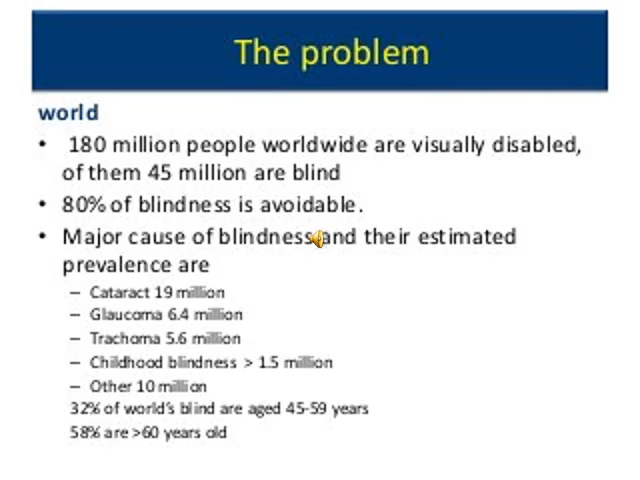 The problem
world
• 180 million people worldwide are visually disabled,
of them 45 million are blind
• 80% of blindness is avoidable.
• Major cause of blindness and their estimated
prevalence are
– Cataract 19 million
– Glaucoma 6.4 million
– Trachoma 5.6 million
– Childhood blindness > 1.5 million
– Other 10 million
32% of world's blind are aged 45-59 years
58% are >60 years old